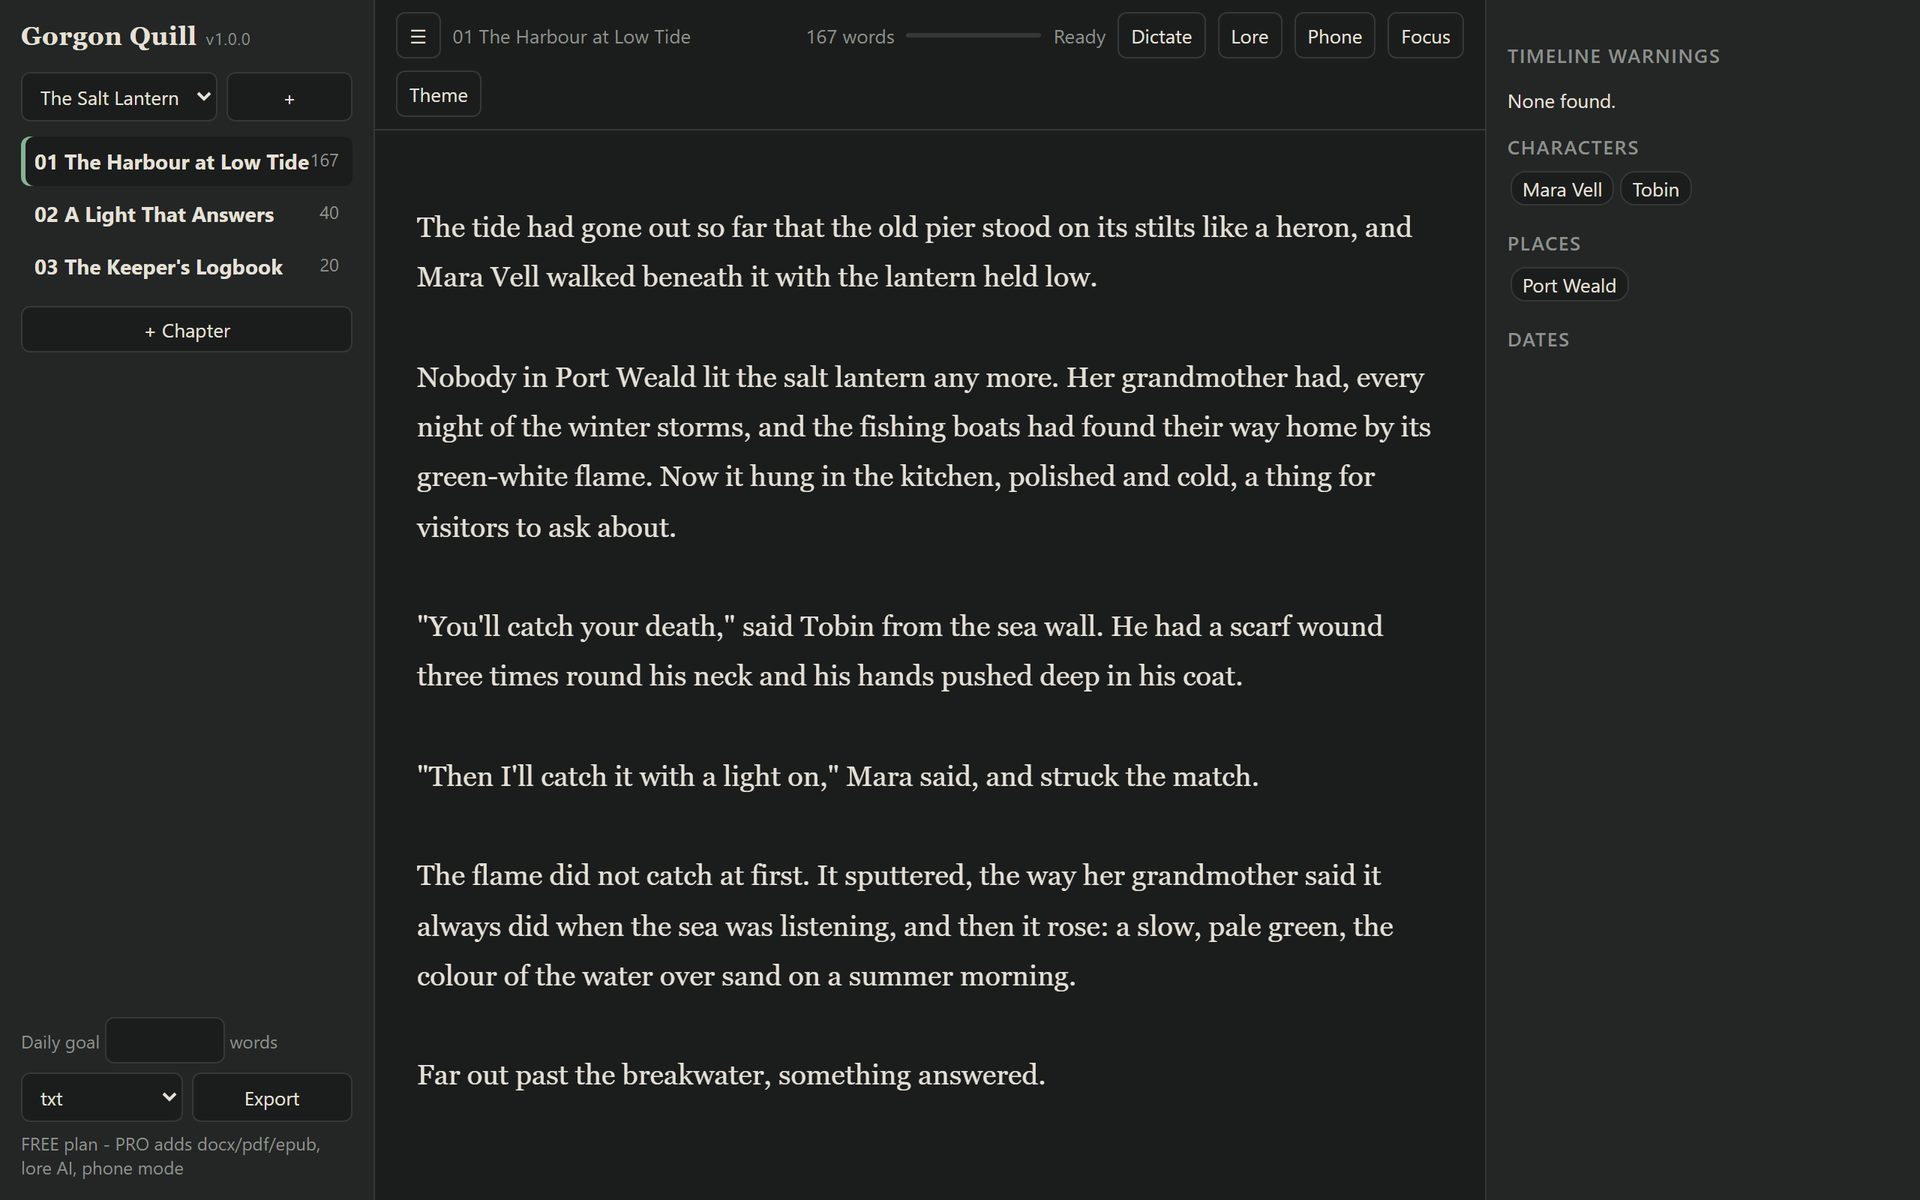 Gorgon Quill v1.0.0
The Salt Lantern
+
01 The Harbour at Low Tide 167
02 A Light That Answers 40
03 The Keeper's Logbook 20
+ Chapter
Daily goal words
txt
Export
FREE plan - PRO adds docx/pdf/epub,
lore AI, phone mode
☰ 01 The Harbour at Low Tide 167 words Ready Dictate Lore Phone Focus
Theme
The tide had gone out so far that the old pier stood on its stilts like a heron, and
Mara Vell walked beneath it with the lantern held low.
Nobody in Port Weald lit the salt lantern any more. Her grandmother had, every
night of the winter storms, and the fishing boats had found their way home by its
green-white flame. Now it hung in the kitchen, polished and cold, a thing for
visitors to ask about.
"You'll catch your death," said Tobin from the sea wall. He had a scarf wound
three times round his neck and his hands pushed deep in his coat.
"Then I'll catch it with a light on," Mara said, and struck the match.
The flame did not catch at first. It sputtered, the way her grandmother said it
always did when the sea was listening, and then it rose: a slow, pale green, the
colour of the water over sand on a summer morning.
Far out past the breakwater, something answered.
TIMELINE WARNINGS
None found.
CHARACTERS
Mara Vell Tobin
PLACES
Port Weald
DATES